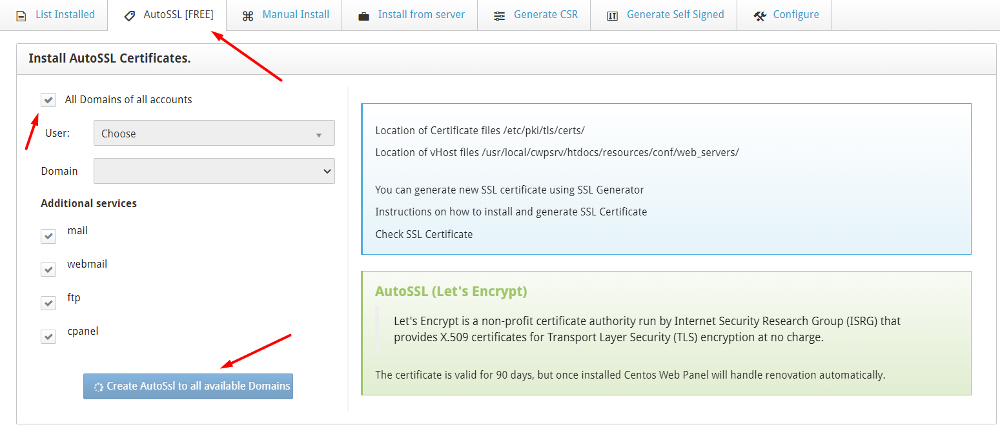 List Installed
AutoSSL [FREE]
Manual Install
Install from server
Generate CSR
Generate Self Signed
Configure
Install AutoSSL Certificates.
All Domains of all accounts
User:
Choose
Domain
Additional services
mail
webmail
ftp
cpanel
Create AutoSsl to all available Domains
Location of Certificate files /etc/pki/tls/certs/
Location of vHost files /usr/local/cwpsrv/htdocs/resources/conf/web_servers/
You can generate new SSL certificate using SSL Generator
Instructions on how to install and generate SSL Certificate
Check SSL Certificate
AutoSSL (Let's Encrypt)
Let's Encrypt is a non-profit certificate authority run by Internet Security Research Group (ISRG) that
provides X.509 certificates for Transport Layer Security (TLS) encryption at no charge.
The certificate is valid for 90 days, but once installed Centos Web Panel will handle renovation automatically.